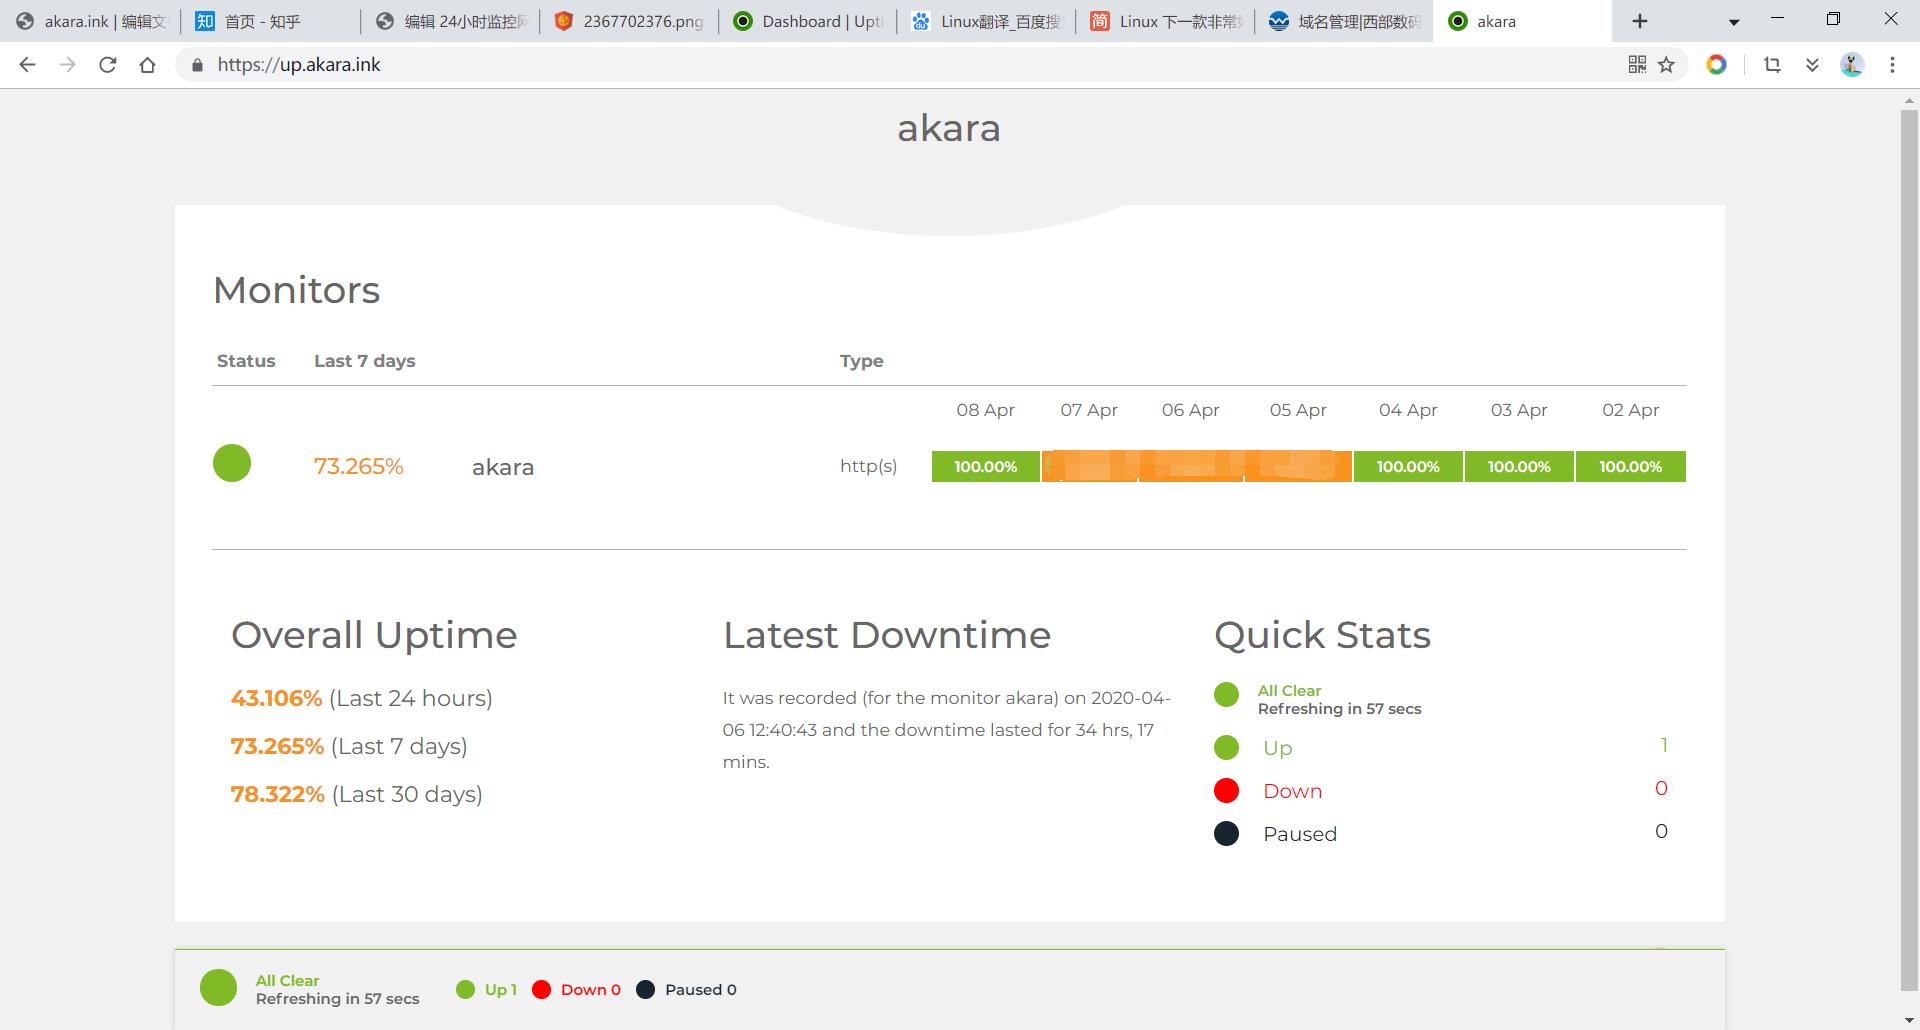 akara.ink | 编辑文
知 首页 - 知乎
编辑 24小时监控网
2367702376.png
Dashboard | Upti
Linux翻译_百度搜
简 Linux 下一款非常
域名管理|西部数码
akara
https://up.akara.ink
akara
Monitors
Status Last 7 days Type
08 Apr 07 Apr 06 Apr 05 Apr 04 Apr 03 Apr 02 Apr
73.265% akara http(s) 100.00% 100.00% 100.00% 100.00%
Overall Uptime
43.106% (Last 24 hours)
73.265% (Last 7 days)
78.322% (Last 30 days)
Latest Downtime
It was recorded (for the monitor akara) on 2020-04-
06 12:40:43 and the downtime lasted for 34 hrs, 17
mins.
Quick Stats
All Clear
Refreshing in 57 secs
Up 1
Down 0
Paused 0
All Clear
Refreshing in 57 secs
Up 1 Down 0 Paused 0